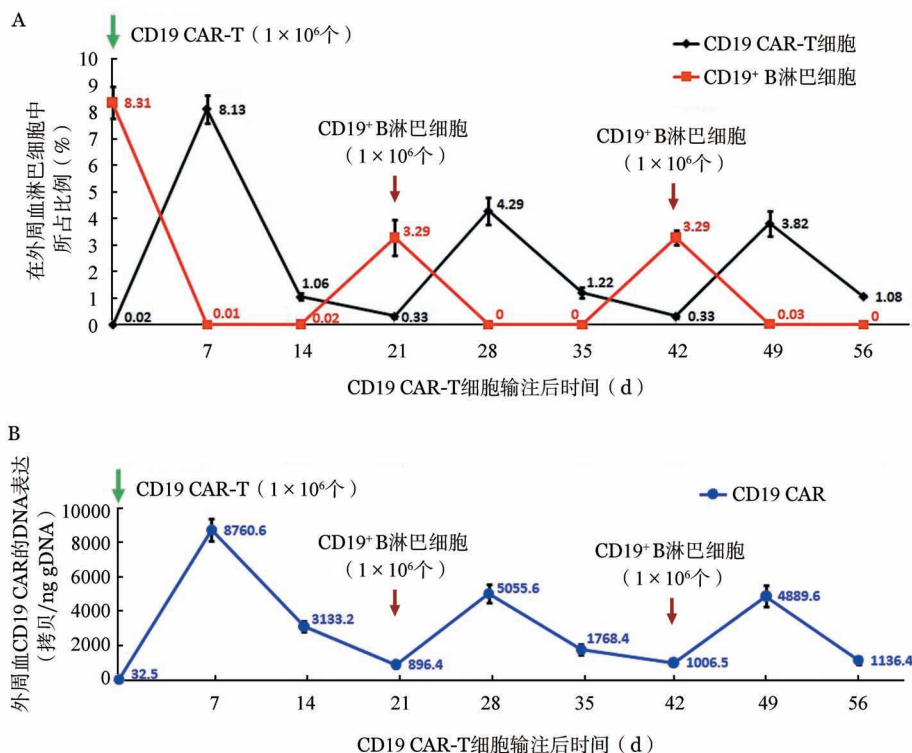 A
CD19 CAR-T（1×10⁶个）
CD19 CAR-T细胞
CD19⁺ B淋巴细胞
在外周血淋巴细胞中
所占比例（%）
10
9
8
7
6
5
4
3
2
1
0
8.31
8.13
CD19⁺ B淋巴细胞
（1×10⁶个）
CD19⁺ B淋巴细胞
（1×10⁶个）
3.29
4.29
3.29
3.82
0.02
0.01
1.06
0.02
0.33
0
0
1.22
0.33
0.03
1.08
0
7 14 21 28 35 42 49 56
CD19 CAR-T细胞输注后时间（d）
B
CD19 CAR-T（1×10⁶个）
CD19 CAR
外周血CD19 CAR的DNA表达
（拷贝/ng gDNA）
10000
8000
6000
4000
2000
0
CD19⁺ B淋巴细胞
（1×10⁶个）
CD19⁺ B淋巴细胞
（1×10⁶个）
32.5
8760.6
3133.2
896.4
5055.6
1768.4
1006.5
4889.6
1136.4
7 14 21 28 35 42 49 56
CD19 CAR-T细胞输注后时间（d）